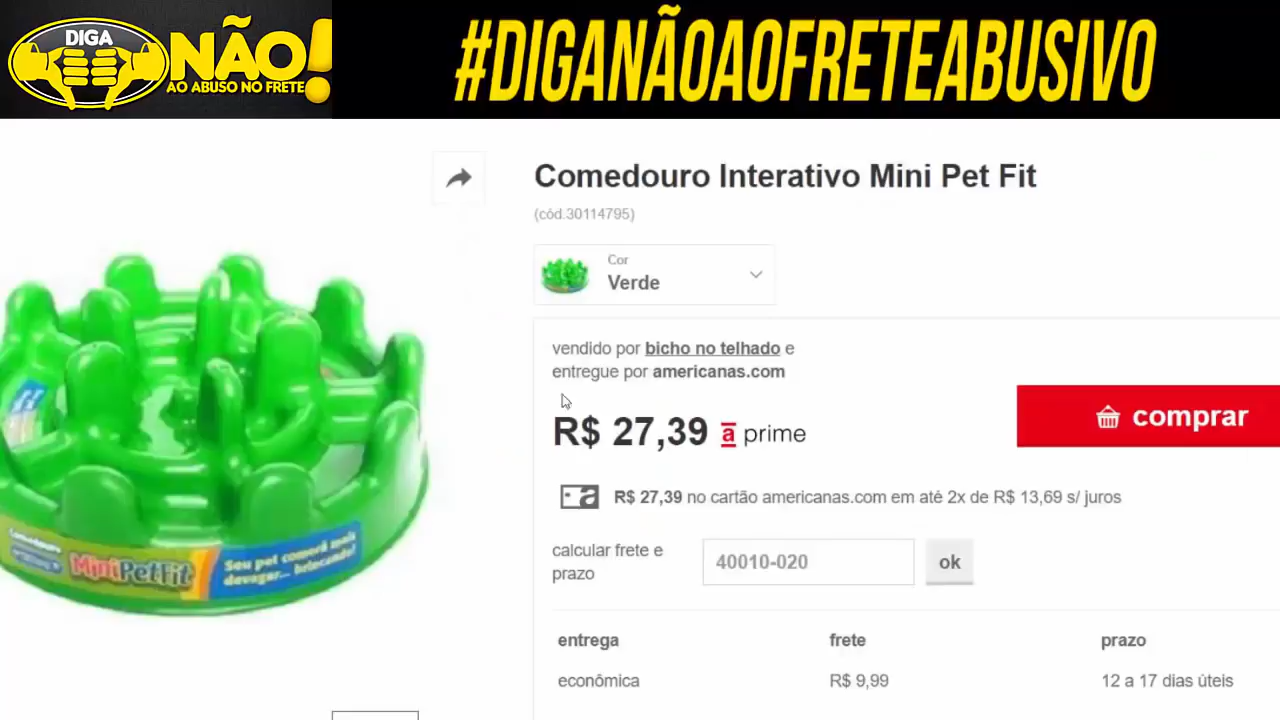 DIGA
NÃO!
AO ABUSO NO FRETE
#DIGANÃOAOFRETEABUSIVO
Comedouro Interativo Mini Pet Fit
(cód.30114795)
Cor
Verde
vendido por bicho no telhado e
entregue por americanas.com
R$ 27,39 a prime
comprar
a R$ 27,39 no cartão americanas.com em até 2x de R$ 13,69 s/ juros
calcular frete e
prazo
40010-020
ok
entrega frete prazo
econômica R$ 9,99 12 a 17 dias úteis
Comedouro
MiniPetFit
Seu pet comerá mais
devagar... brincando!